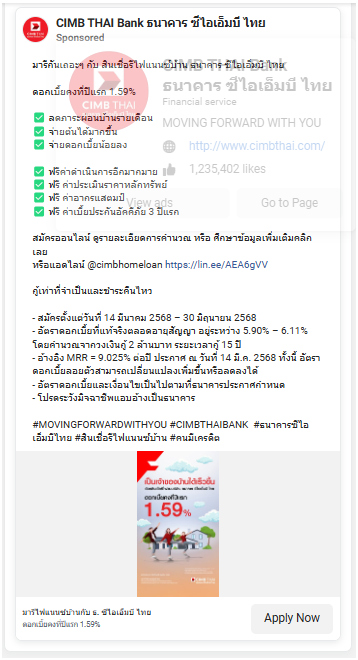 CIMB THAI Bank ธนาคาร ซีไอเอ็มบี ไทย
Sponsored
มารีกันเถอะๆ กับ สินเชื่อรีไฟแนนซ์บ้าน ธนาคาร ซีไอเอ็มบี ไทย
ดอกเบี้ยคงที่ปีแรก 1.59%
✅ ลดภาระผ่อนบ้านรายเดือน
✅ จ่ายต้นได้มากขึ้น
✅ จ่ายดอกเบี้ยน้อยลง
✅ ฟรี ค่าดำเนินการอีกมากมาย
✅ ฟรี ค่าประเมินราคาหลักทรัพย์
✅ ฟรี ค่าอากรแสตมป์
✅ ฟรี ค่าเบี้ยประกันอัคคีภัย 3 ปีแรก
CIMB THAI Bank
ธนาคาร ซีไอเอ็มบี ไทย
Financial service
MOVING FORWARD WITH YOU
http://www.cimbthai.com/
1,235,402 likes
View ads
Go to Page
CIMB THAI
สมัครออนไลน์ ดูรายละเอียดการคำนวณ หรือ ศึกษาข้อมูลเพิ่มเติมคลิก
เลย
หรือแอดไลน์ @cimbhomeloan https://lin.ee/AEA6gVV
กู้เท่าที่จำเป็นและชำระคืนไหว
- สมัครตั้งแต่วันที่ 14 มีนาคม 2568 – 30 มิถุนายน 2568
- อัตราดอกเบี้ยที่แท้จริงตลอดอายุสัญญา อยู่ระหว่าง 5.90% – 6.11%
โดยคำนวณจากวงเงินกู้ 2 ล้านบาท ระยะเวลากู้ 15 ปี
- อ้างอิง MRR = 9.025% ต่อปี ประกาศ ณ วันที่ 14 มี.ค. 2568 ทั้งนี้ อัตรา
ดอกเบี้ยลอยตัวสามารถเปลี่ยนแปลงเพิ่มขึ้นหรือลดลงได้
- อัตราดอกเบี้ยและเงื่อนไขเป็นไปตามที่ธนาคารประกาศกำหนด
- โปรดระวังมิจฉาชีพแอบอ้างเป็นธนาคาร
#MOVINGFORWARDWITHYOU #CIMBTHAIBANK #ธนาคารซีไอ
เอ็มบีไทย #สินเชื่อรีไฟแนนซ์บ้าน #คนมีเครดิต
เป็นเจ้าของบ้านได้เร็วขึ้น
ดอกเบี้ยคงที่ปีแรก
1.59%
มารีไฟแนนซ์บ้านกับ ธ. ซีไอเอ็มบี ไทย
ดอกเบี้ยคงที่ปีแรก 1.59%
Apply Now